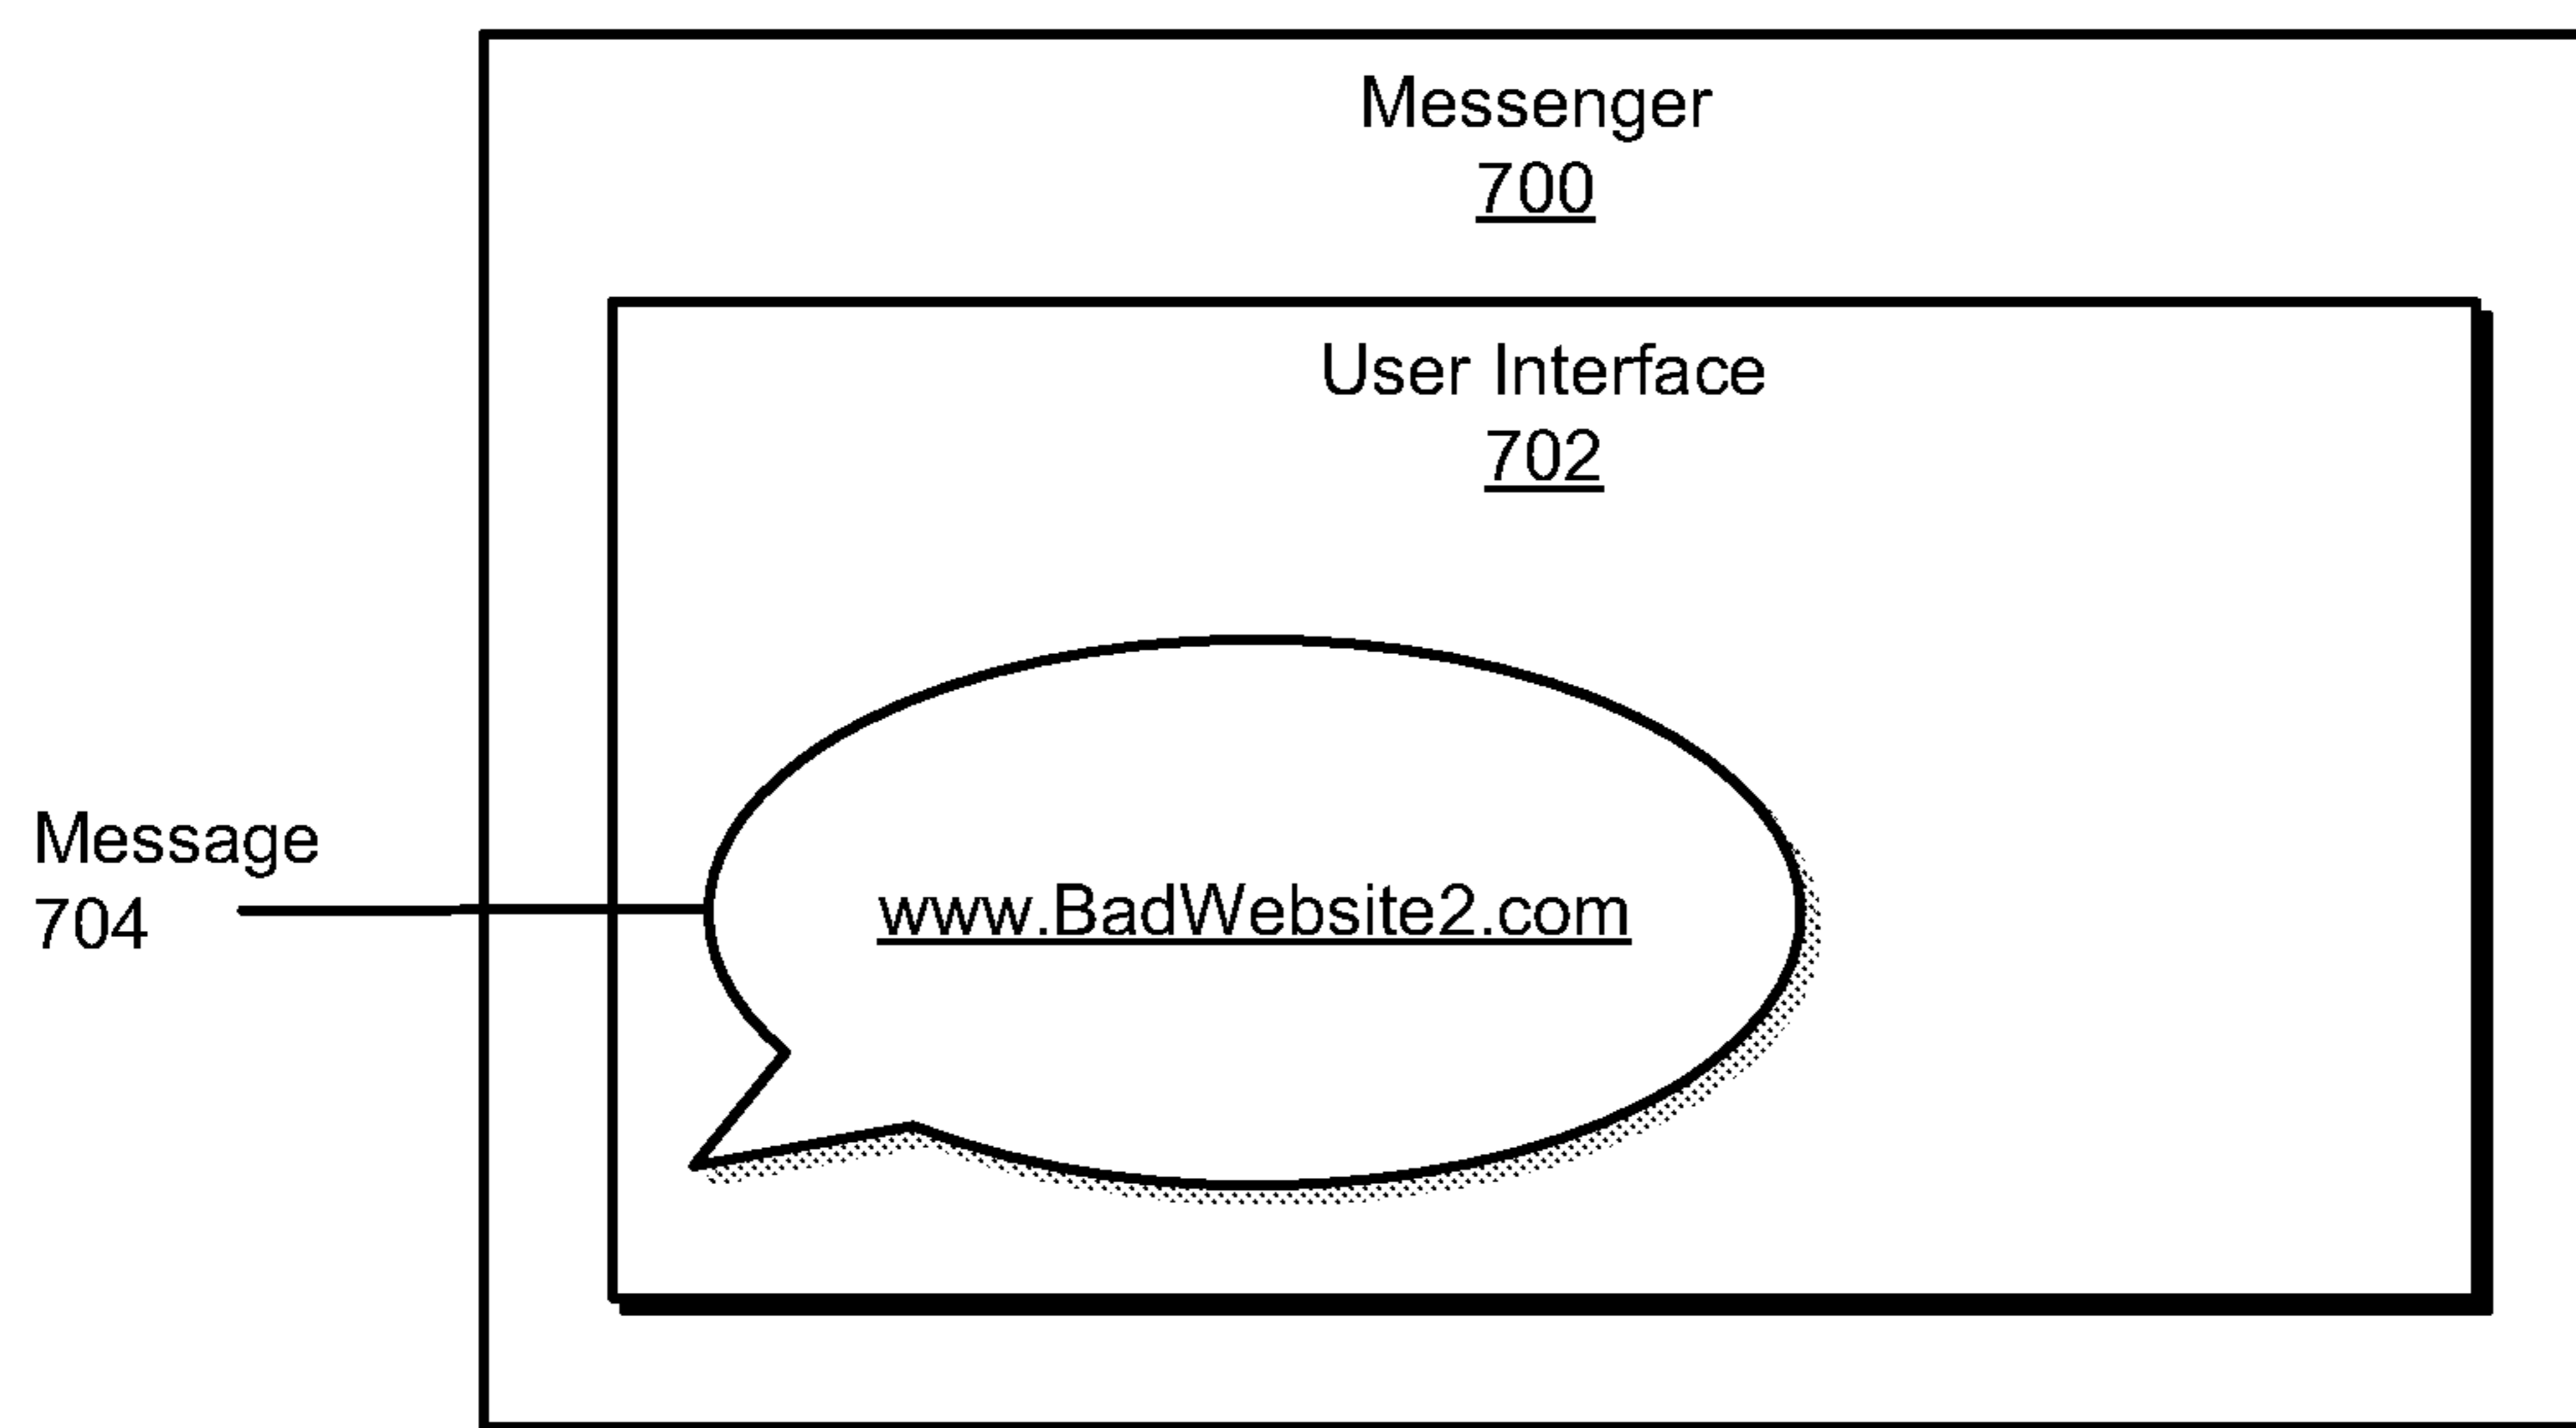 Messenger
700
User Interface
702
Message
704
www.BadWebsite2.com